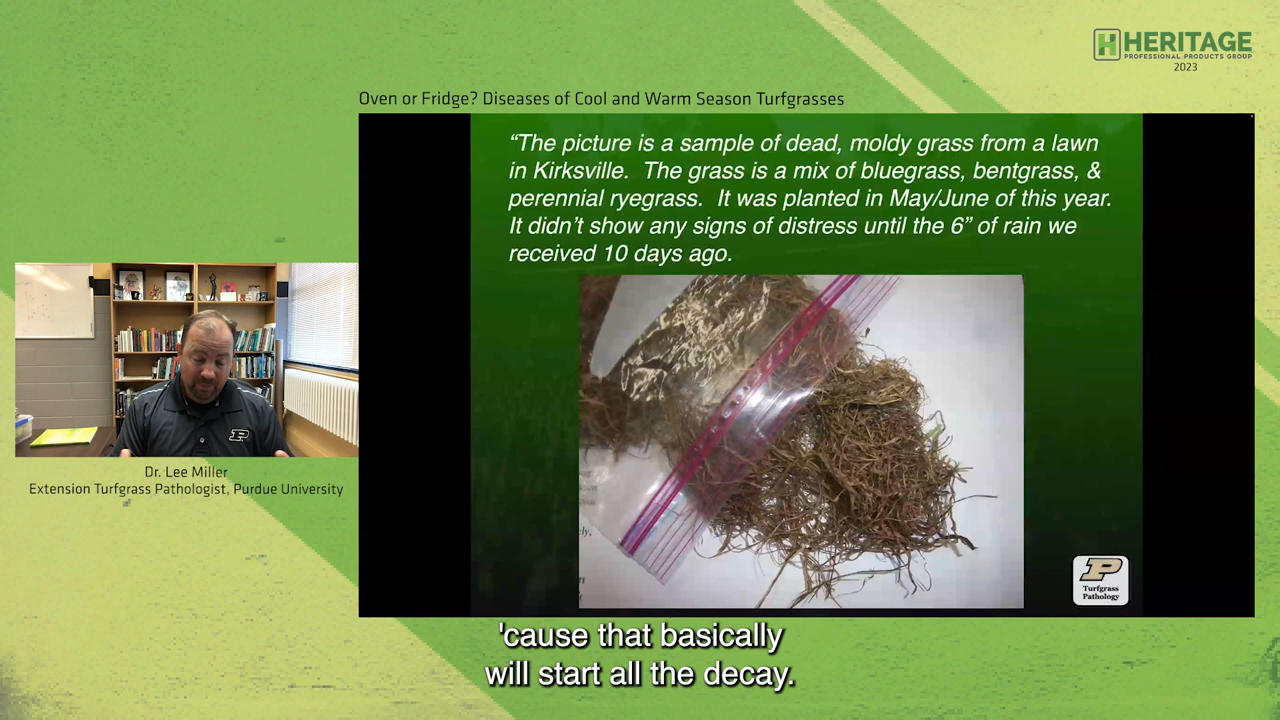 HERITAGE
PROFESSIONAL PRODUCTS GROUP
2023
Oven or Fridge? Diseases of Cool and Warm Season Turfgrasses
“The picture is a sample of dead, moldy grass from a lawn
in Kirksville. The grass is a mix of bluegrass, bentgrass, &
perennial ryegrass. It was planted in May/June of this year.
It didn’t show any signs of distress until the 6” of rain we
received 10 days ago.
P
Dr. Lee Miller
Extension Turfgrass Pathologist, Purdue University
P
Turfgrass
Pathology
'cause that basically
will start all the decay.